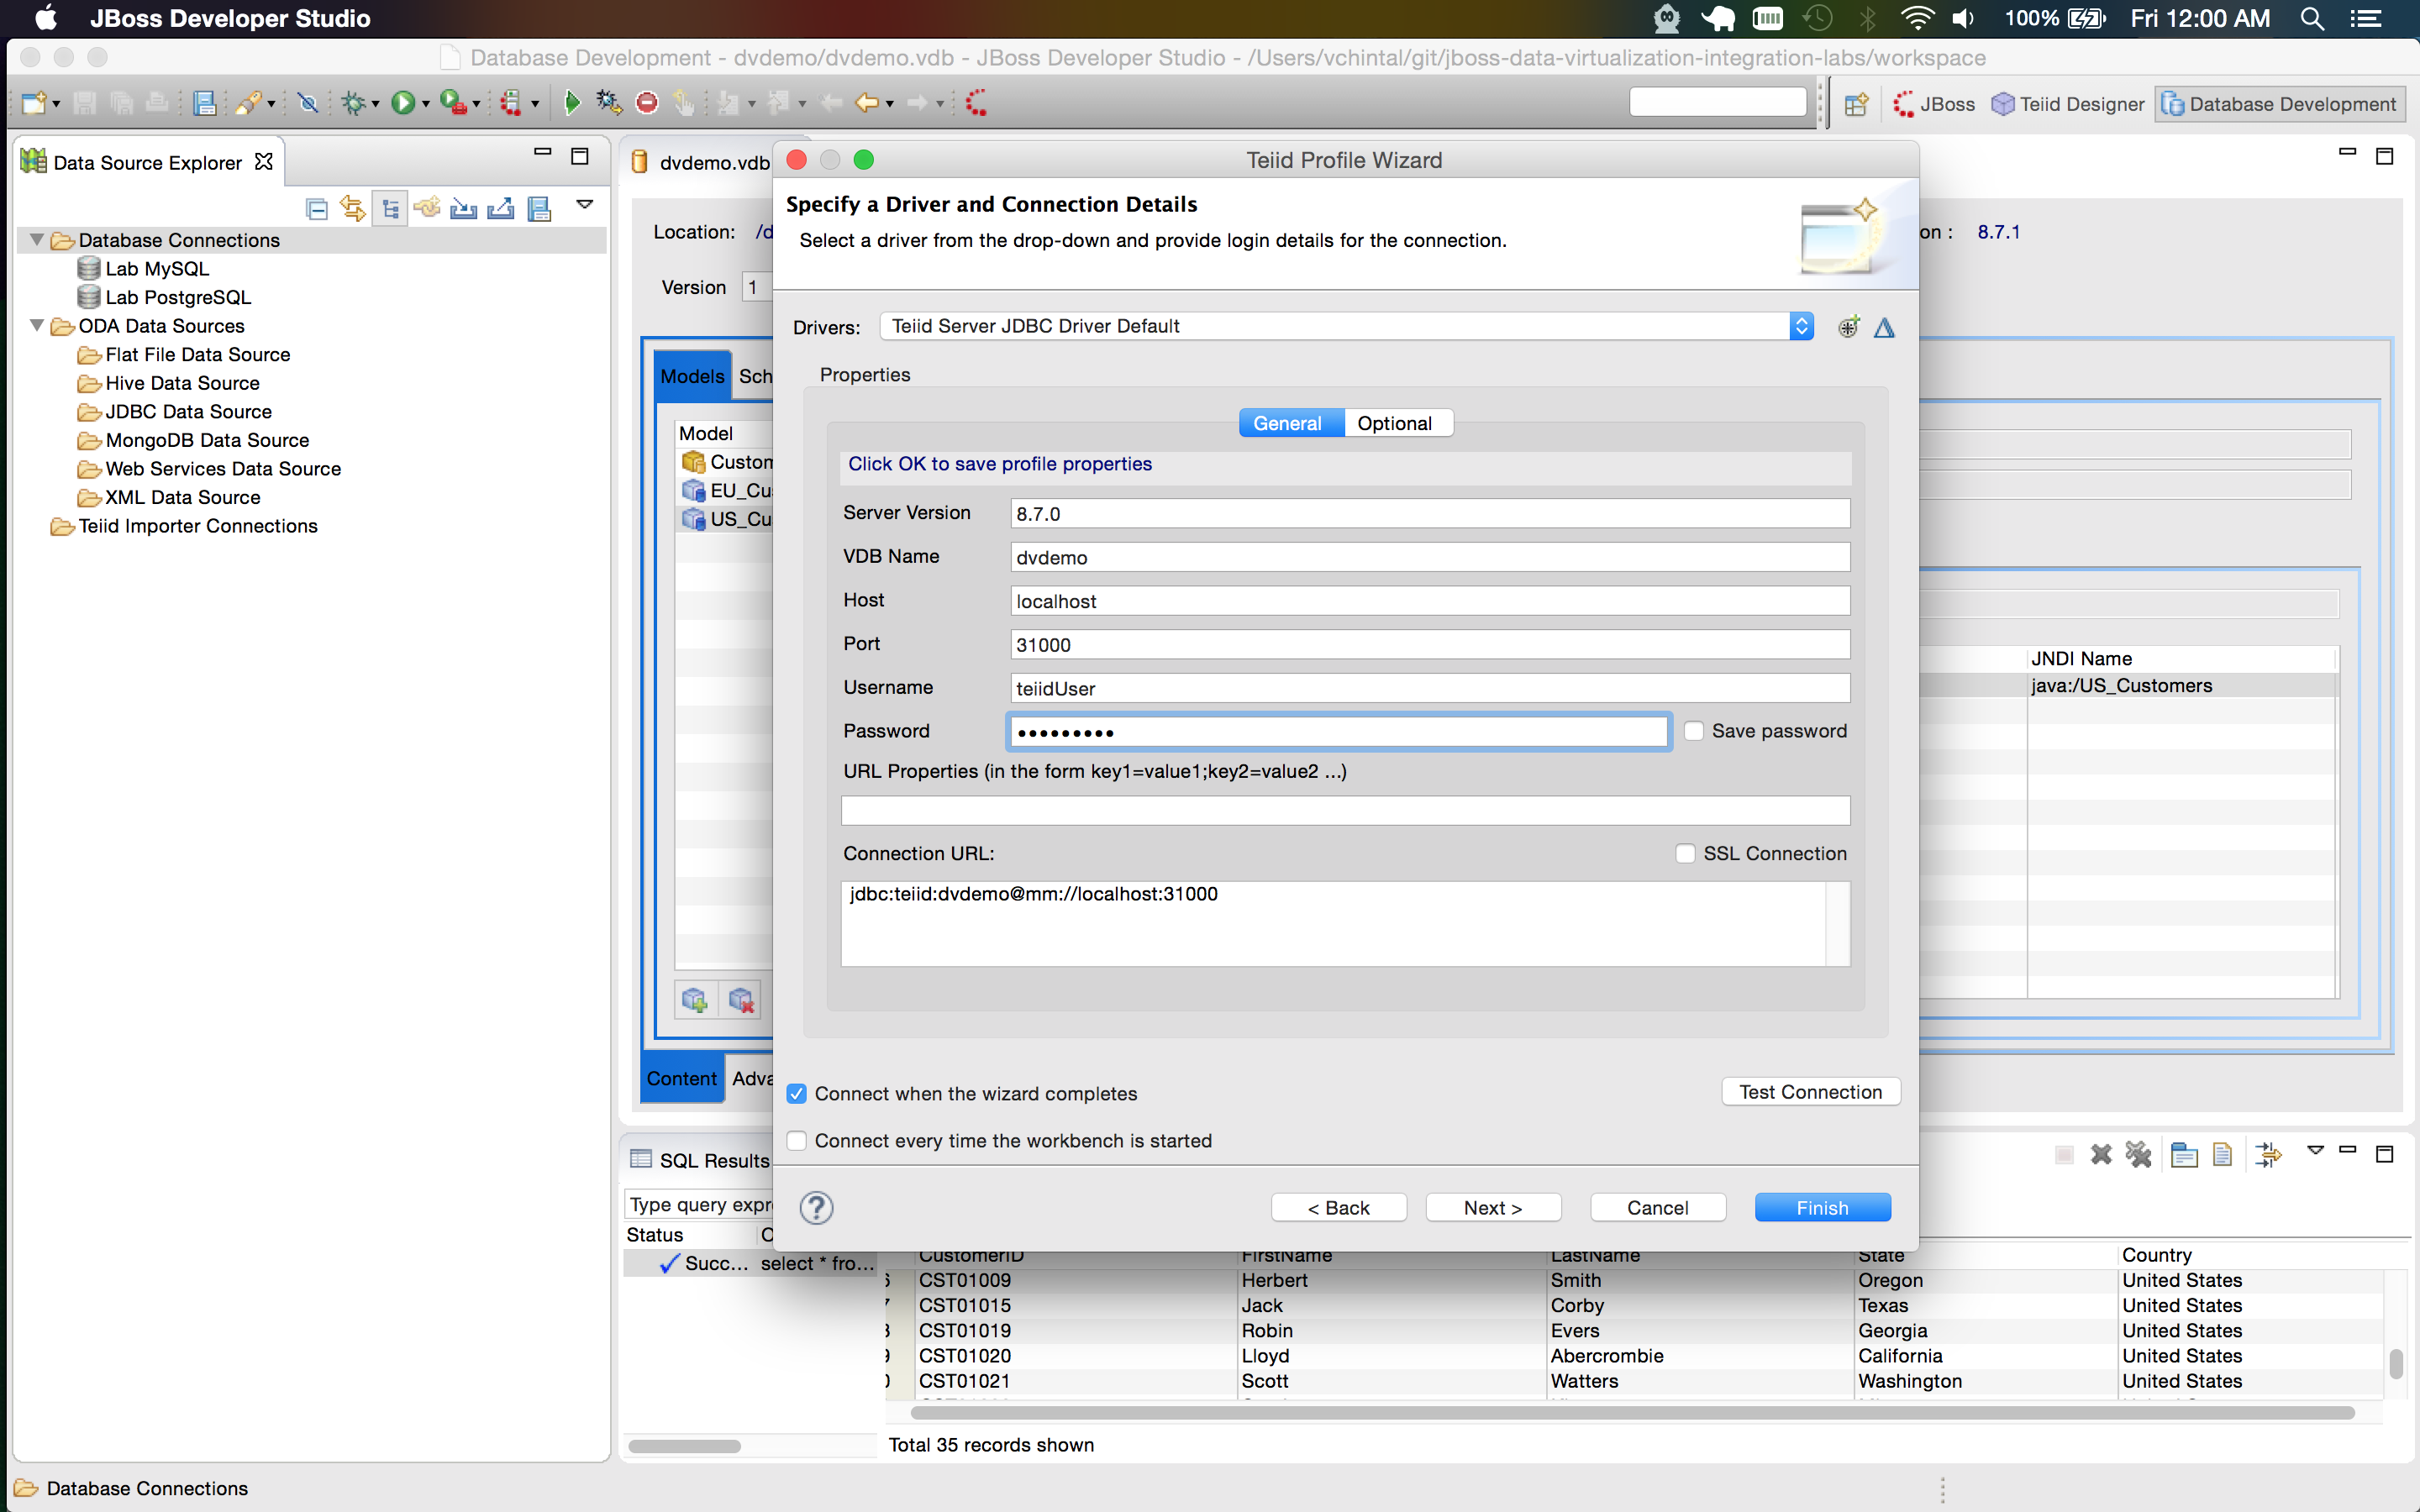 JBoss Developer Studio
100%
Fri 12:00 AM
Database Development - dvdemo/dvdemo.vdb - JBoss Developer Studio - /Users/vchintal/git/jboss-data-virtualization-integration-labs/workspace
JBoss
Teiid Designer
Database Development
Data Source Explorer
Database Connections
Lab MySQL
Lab PostgreSQL
ODA Data Sources
Flat File Data Source
Hive Data Source
JDBC Data Source
MongoDB Data Source
Web Services Data Source
XML Data Source
Teiid Importer Connections
dvdemo.vdb
Location: /d
Version 1
on : 8.7.1
Models
Sch
Model
Custom
EU_Cu
US_Cu
Content
Adva
JNDI Name
java:/US_Customers
Teiid Profile Wizard
Specify a Driver and Connection Details
Select a driver from the drop-down and provide login details for the connection.
Drivers: Teiid Server JDBC Driver Default
Properties
General
Optional
Click OK to save profile properties
Server Version 8.7.0
VDB Name dvdemo
Host localhost
Port 31000
Username teiidUser
Password •••••••••
Save password
URL Properties (in the form key1=value1;key2=value2 ...)
Connection URL:
SSL Connection
jdbc:teiid:dvdemo@mm://localhost:31000
Connect when the wizard completes
Test Connection
Connect every time the workbench is started
< Back
Next >
Cancel
Finish
SQL Results
Type query expr
Status
Succ... select * fro...
CustomerID FirstName LastName State Country
CST01009 Herbert Smith Oregon United States
CST01015 Jack Corby Texas United States
CST01019 Robin Evers Georgia United States
CST01020 Lloyd Abercrombie California United States
CST01021 Scott Watters Washington United States
Total 35 records shown
Database Connections